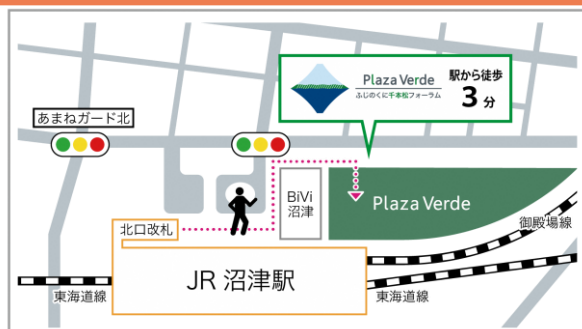 Plaza Verde
ふじのくに千本松フォーラム
駅から徒歩
3分
あまねガード北
BiVi
沼津
Plaza Verde
御殿場線
北口改札
JR 沼津駅
東海道線
東海道線